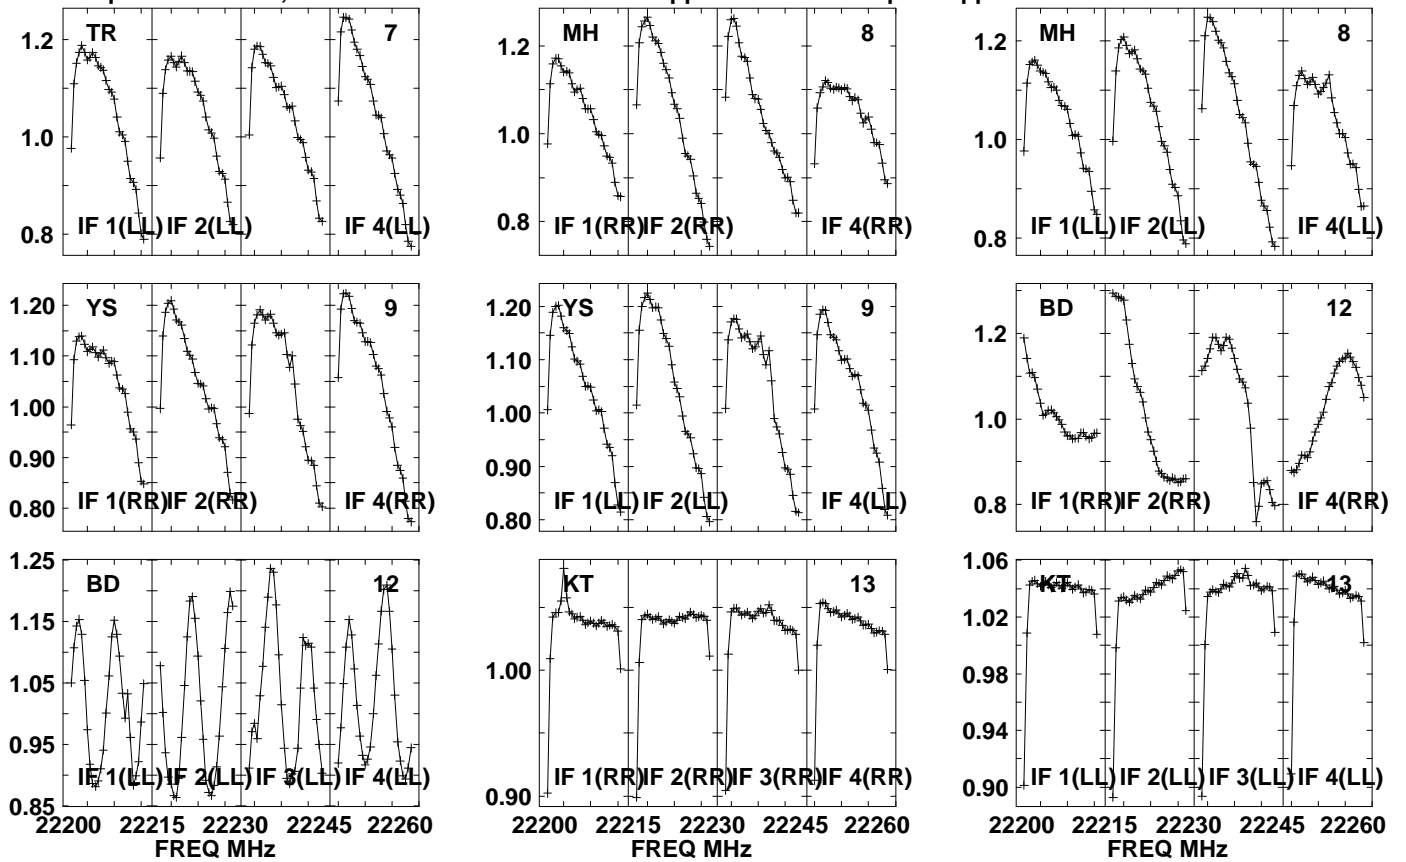 TR 7
1.2
1.0
0.8
IF 1(LL) IF 2(LL) IF 4(LL)
MH 8
1.2
1.0
0.8
IF 1(RR) IF 2(RR) IF 4(RR)
MH 8
1.2
1.0
0.8
IF 1(LL) IF 2(LL) IF 4(LL)
YS 9
1.20
1.10
1.00
0.90
0.80
IF 1(RR) IF 2(RR) IF 4(RR)
YS 9
1.20
1.10
1.00
0.90
0.80
IF 1(LL) IF 2(LL) IF 4(LL)
BD 12
1.2
1.0
0.8
IF 1(RR) IF 2(RR) IF 4(RR)
BD 12
1.25
1.15
1.05
0.95
0.85
IF 1(LL) IF 2(LL) IF 3(LL) IF 4(LL)
22200 22215 22230 22245 22260
FREQ MHz
KT 13
1.00
0.90
IF 1(RR) IF 2(RR) IF 3(RR) IF 4(RR)
22200 22215 22230 22245 22260
FREQ MHz
KT 13
1.06
1.02
0.98
0.94
0.90
IF 1(LL) IF 2(LL) IF 3(LL) IF 4(LL)
22200 22215 22230 22245 22260
FREQ MHz